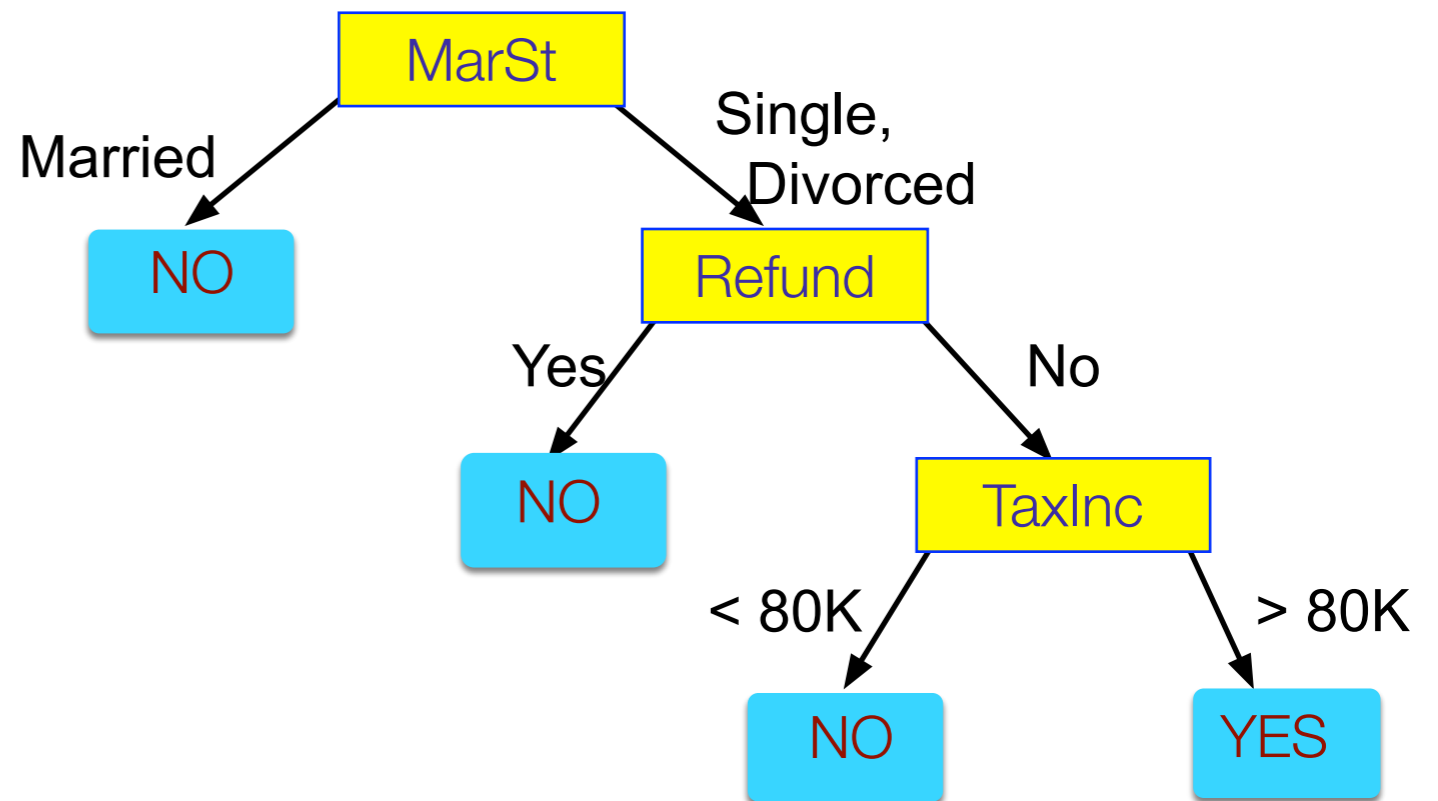 MarSt
Single,
Married
Divorced
NO
Refund
Yes
No
NO
TaxInc
< 80K
> 80K
NO
YES